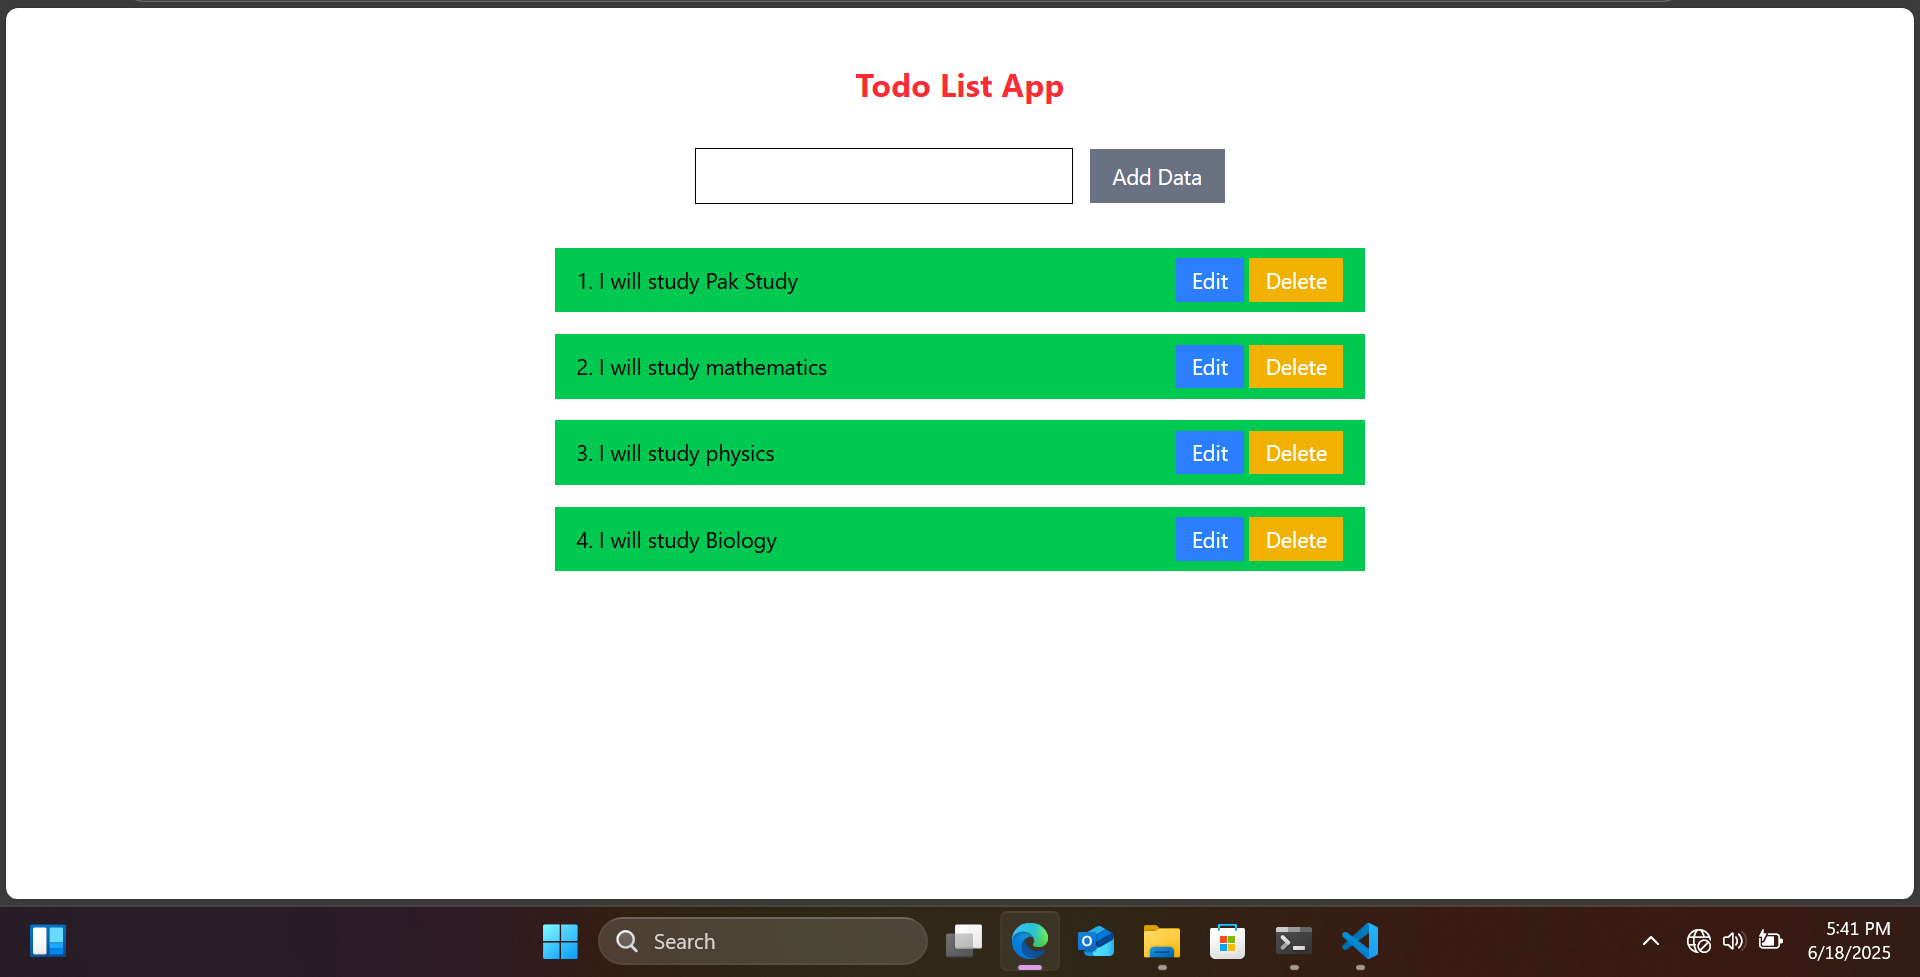 Todo List App
Add Data
1. I will study Pak Study Edit Delete
2. I will study mathematics Edit Delete
3. I will study physics Edit Delete
4. I will study Biology Edit Delete
Search
5:41 PM
6/18/2025